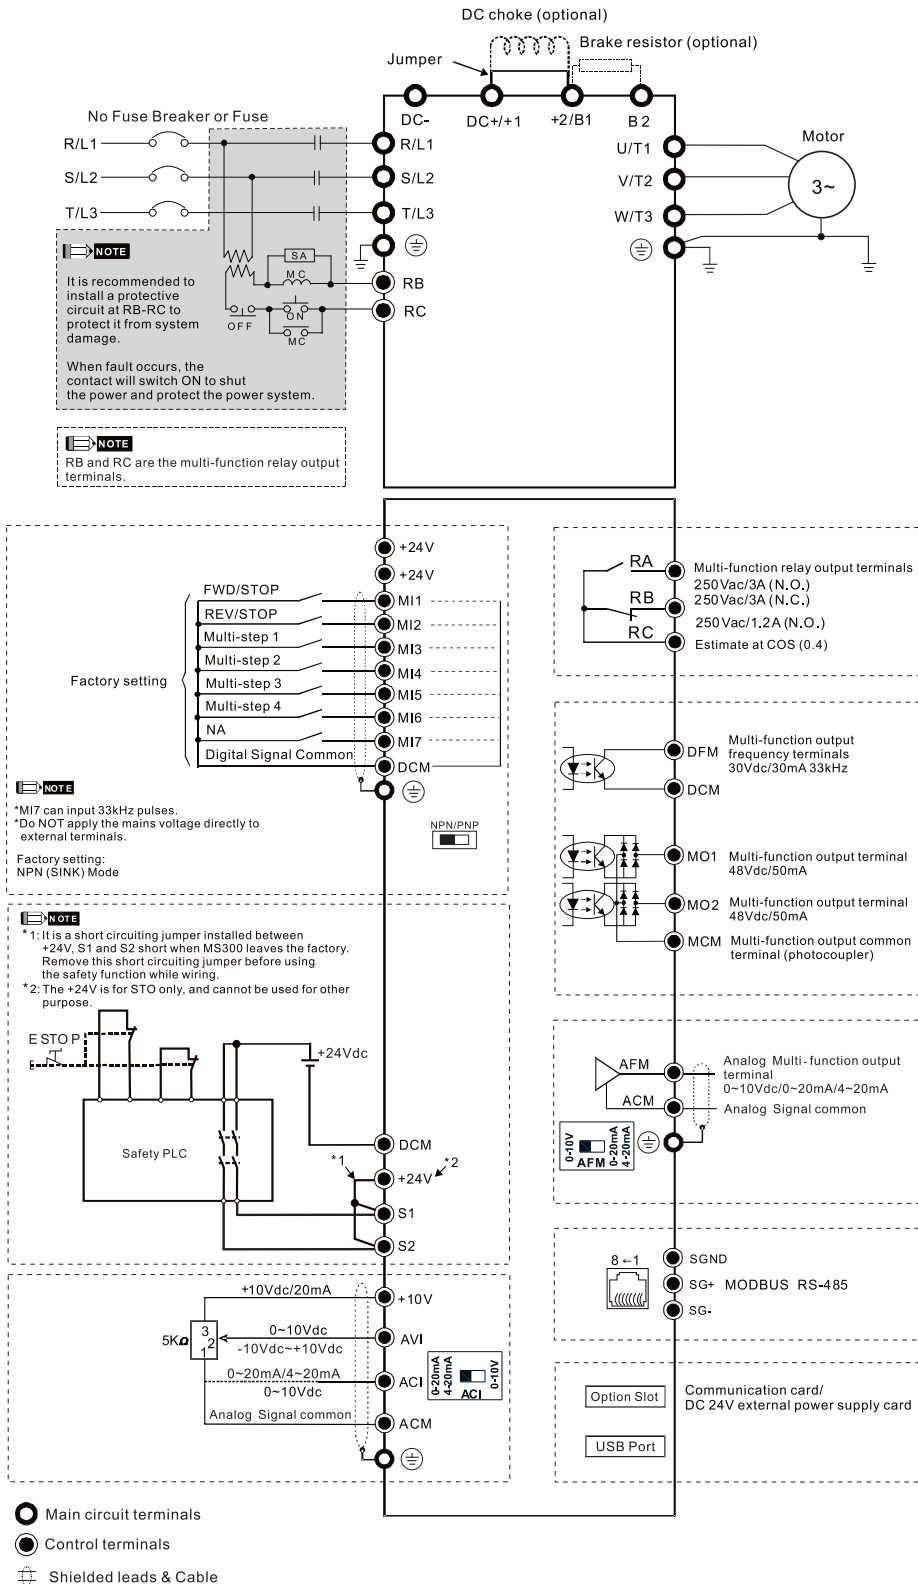 DC choke (optional)
Jumper
Brake resistor (optional)
DC-
DC+/+1
+2/B1
B2
No Fuse Breaker or Fuse
R/L1
R/L1
S/L2
S/L2
T/L3
T/L3
U/T1
V/T2
W/T3
Motor
3~
NOTE
It is recommended to
install a protective
circuit at RB-RC to
protect it from system
damage.
When fault occurs, the
contact will switch ON to shut
the power and protect the power system.
SA
MC
RB
OFF
ON
MC
RC
NOTE
RB and RC are the multi-function relay output
terminals.
+24V
+24V
Factory setting
FWD/STOP
MI1
REV/STOP
MI2
Multi-step 1
MI3
Multi-step 2
MI4
Multi-step 3
MI5
Multi-step 4
MI6
NA
MI7
Digital Signal Common
DCM
NOTE
*MI7 can input 33kHz pulses.
*Do NOT apply the mains voltage directly to
external terminals.
Factory setting:
NPN (SINK) Mode
NPN/PNP
NOTE
*1: It is a short circuiting jumper installed between
+24V, S1 and S2 short when MS300 leaves the factory.
Remove this short circuiting jumper before using
the safety function while wiring.
*2: The +24V is for STO only, and cannot be used for other
purpose.
ESTOP
+24Vdc
Safety PLC
DCM
*1
*2
+24V
S1
S2
+10Vdc/20mA
+10V
5KΩ
3
2
1
0~10Vdc
-10Vdc~+10Vdc
AVI
0~20mA/4~20mA
0~10Vdc
ACI
0-20mA
4-20mA
ACI
0-10V
Analog Signal common
ACM
RA
RB
RC
Multi-function relay output terminals
250Vac/3A (N.O.)
250Vac/3A (N.C.)
250Vac/1.2A (N.O.)
Estimate at COS (0.4)
DFM
Multi-function output
frequency terminals
30Vdc/30mA 33kHz
DCM
MO1
Multi-function output terminal
48Vdc/50mA
MO2
Multi-function output terminal
48Vdc/50mA
MCM
Multi-function output common
terminal (photocoupler)
AFM
Analog Multi-function output
terminal
0~10Vdc/0~20mA/4~20mA
ACM
Analog Signal common
0-10V
AFM
0-20mA
4-20mA
8←1
SGND
SG+
MODBUS RS-485
SG-
Option Slot
Communication card/
DC 24V external power supply card
USB Port
Main circuit terminals
Control terminals
Shielded leads & Cable